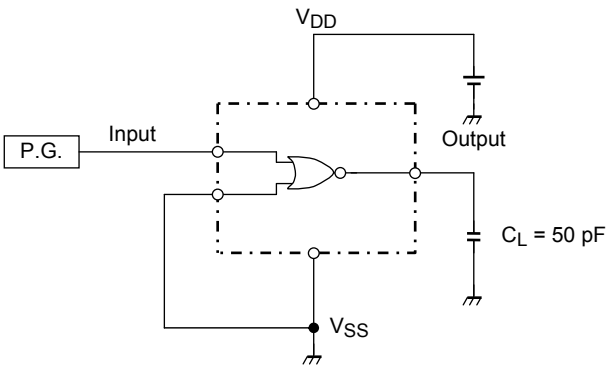 VDD
Input
P.G.
Output
CL = 50 pF
VSS